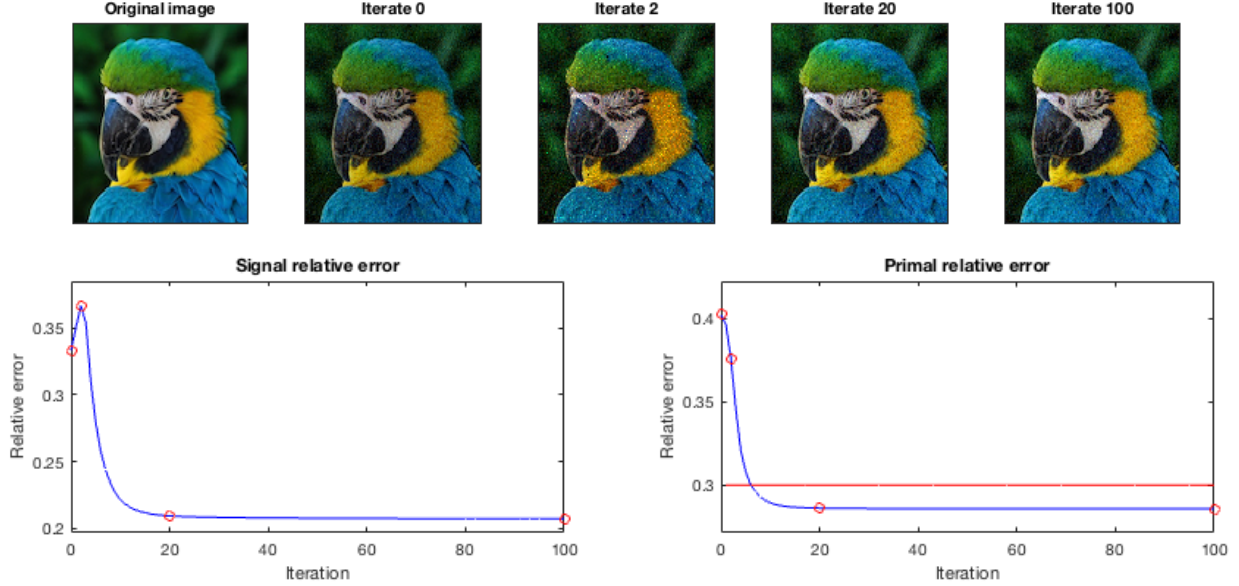 Original image
Iterate 0
Iterate 2
Iterate 20
Iterate 100
Signal relative error
Relative error
0.35
0.3
0.25
0.2
0 20 40 60 80 100
Iteration
Primal relative error
Relative error
0.4
0.35
0.3
0 20 40 60 80 100
Iteration